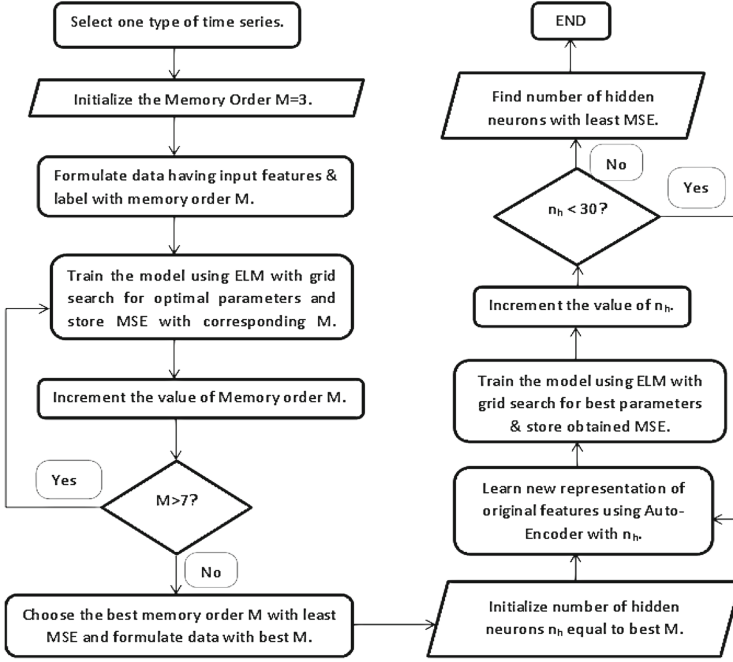 Select one type of time series.
Initialize the Memory Order M=3.
Formulate data having input features &
label with memory order M.
Train the model using ELM with grid
search for optimal parameters and
store MSE with corresponding M.
Increment the value of Memory order M.
Yes
M>7?
No
Choose the best memory order M with least
MSE and formulate data with best M.
Initialize number of hidden
neurons nₕ equal to best M.
Learn new representation of
original features using Auto-
Encoder with nₕ.
Train the model using ELM with
grid search for best parameters
& store obtained MSE.
Increment the value of nₕ.
nₕ < 30?
Yes
No
Find number of hidden
neurons with least MSE.
END